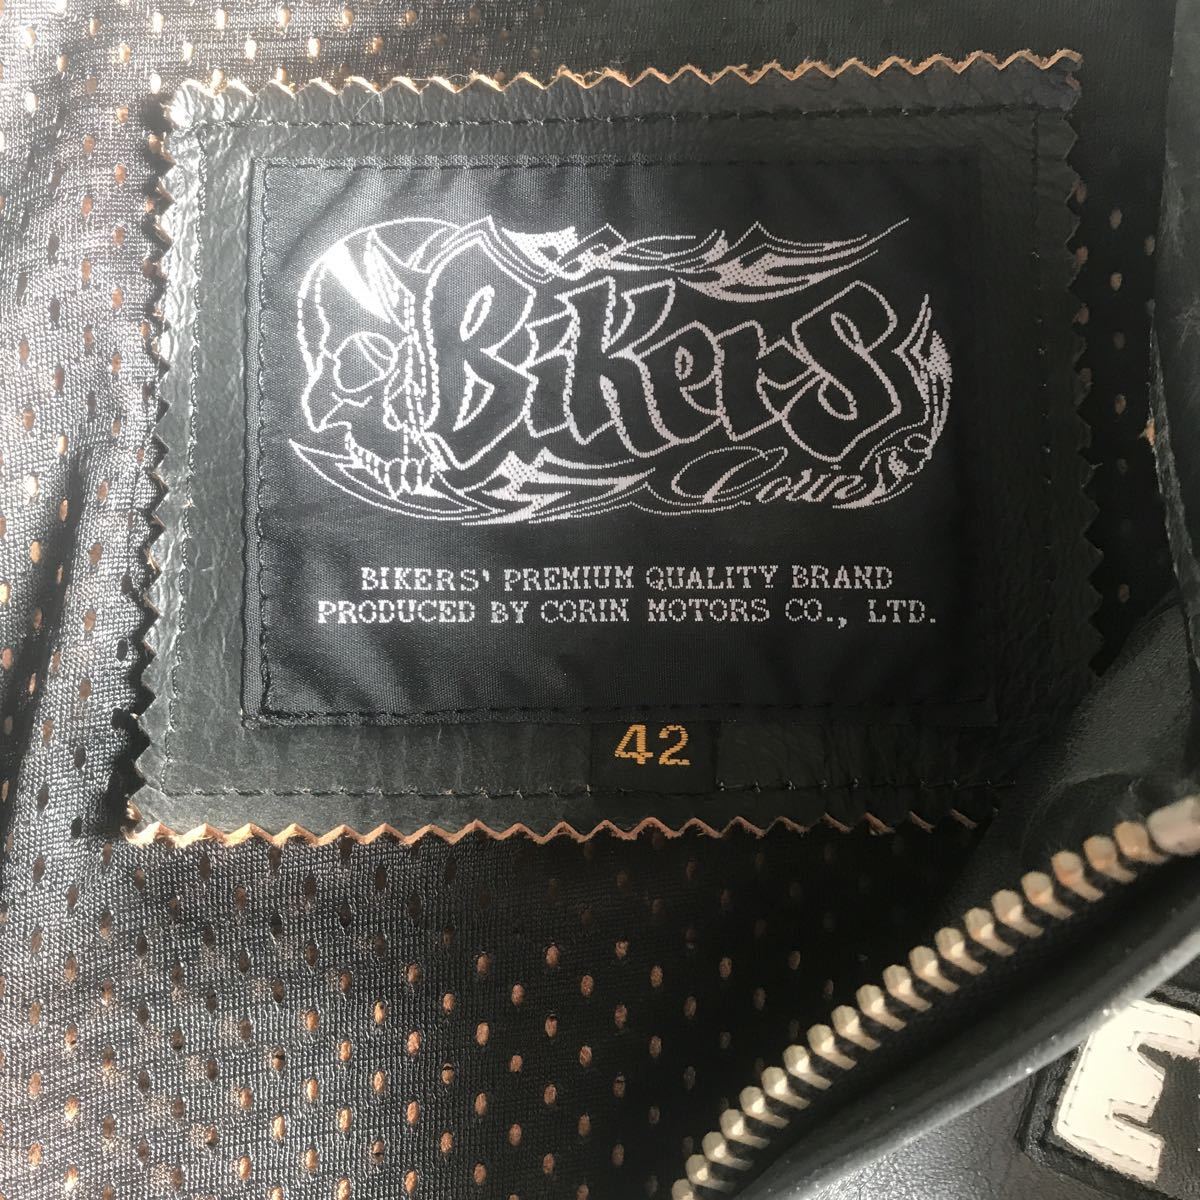 BiKerS
Corin
BIKERS' PREMIUM QUALITY BRAND
PRODUCED BY CORIN MOTORS CO., LTD.
42
E